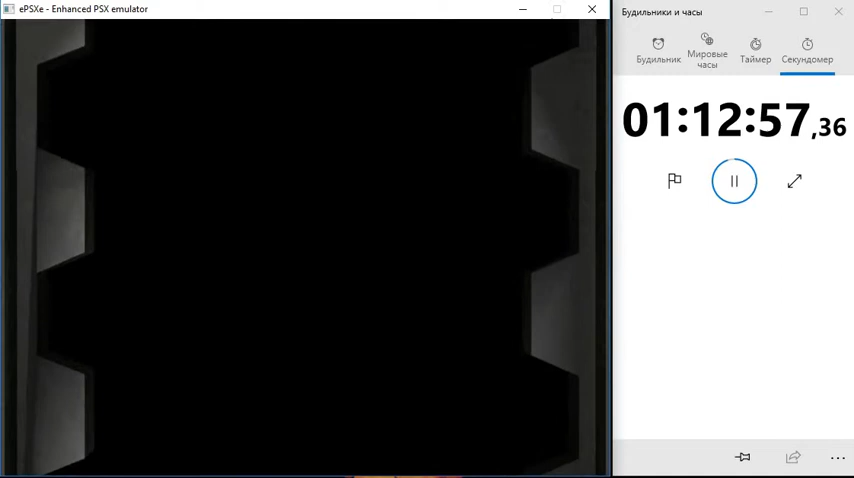 ePSXe - Enhanced PSX emulator
Будильники и часы
Будильник
Мировые
часы
Таймер
Секундомер
01:12:57,36